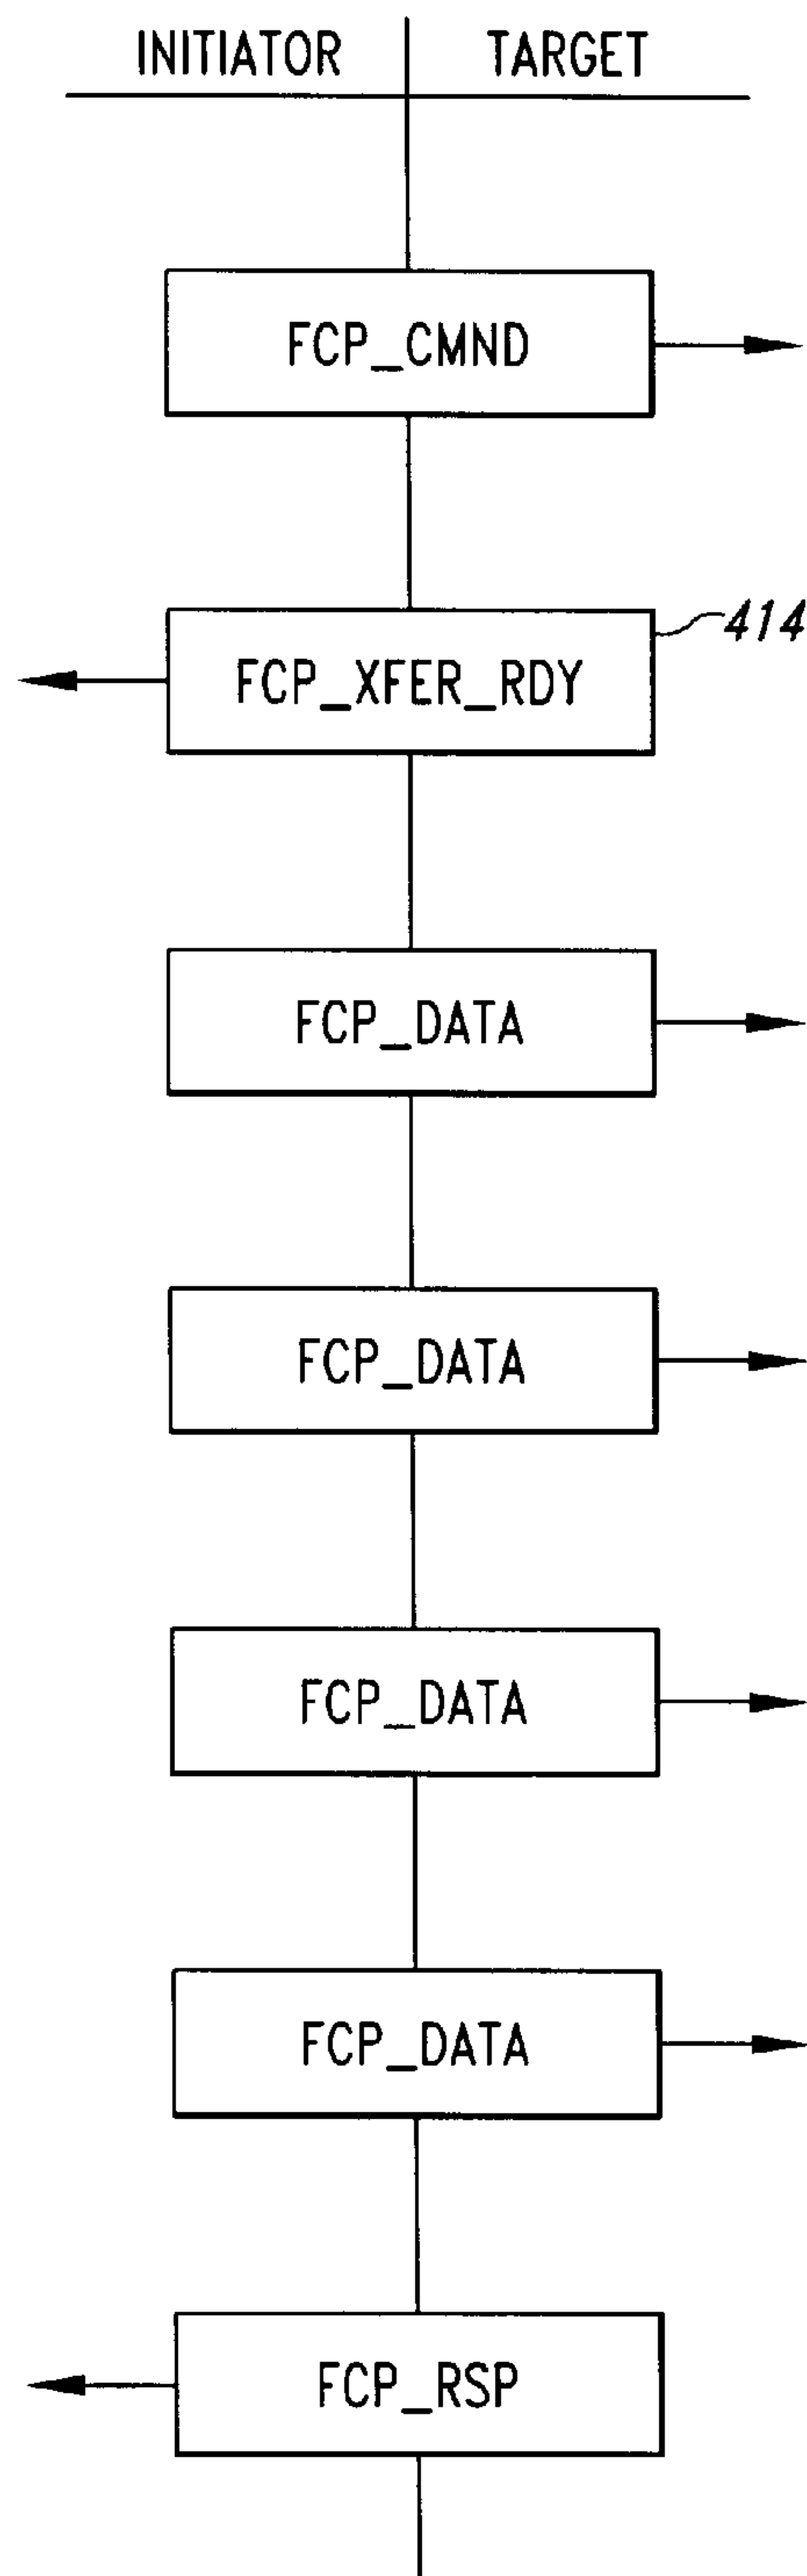 INITIATOR TARGET
FCP_CMND
414
FCP_XFER_RDY
FCP_DATA
FCP_DATA
FCP_DATA
FCP_DATA
FCP_RSP